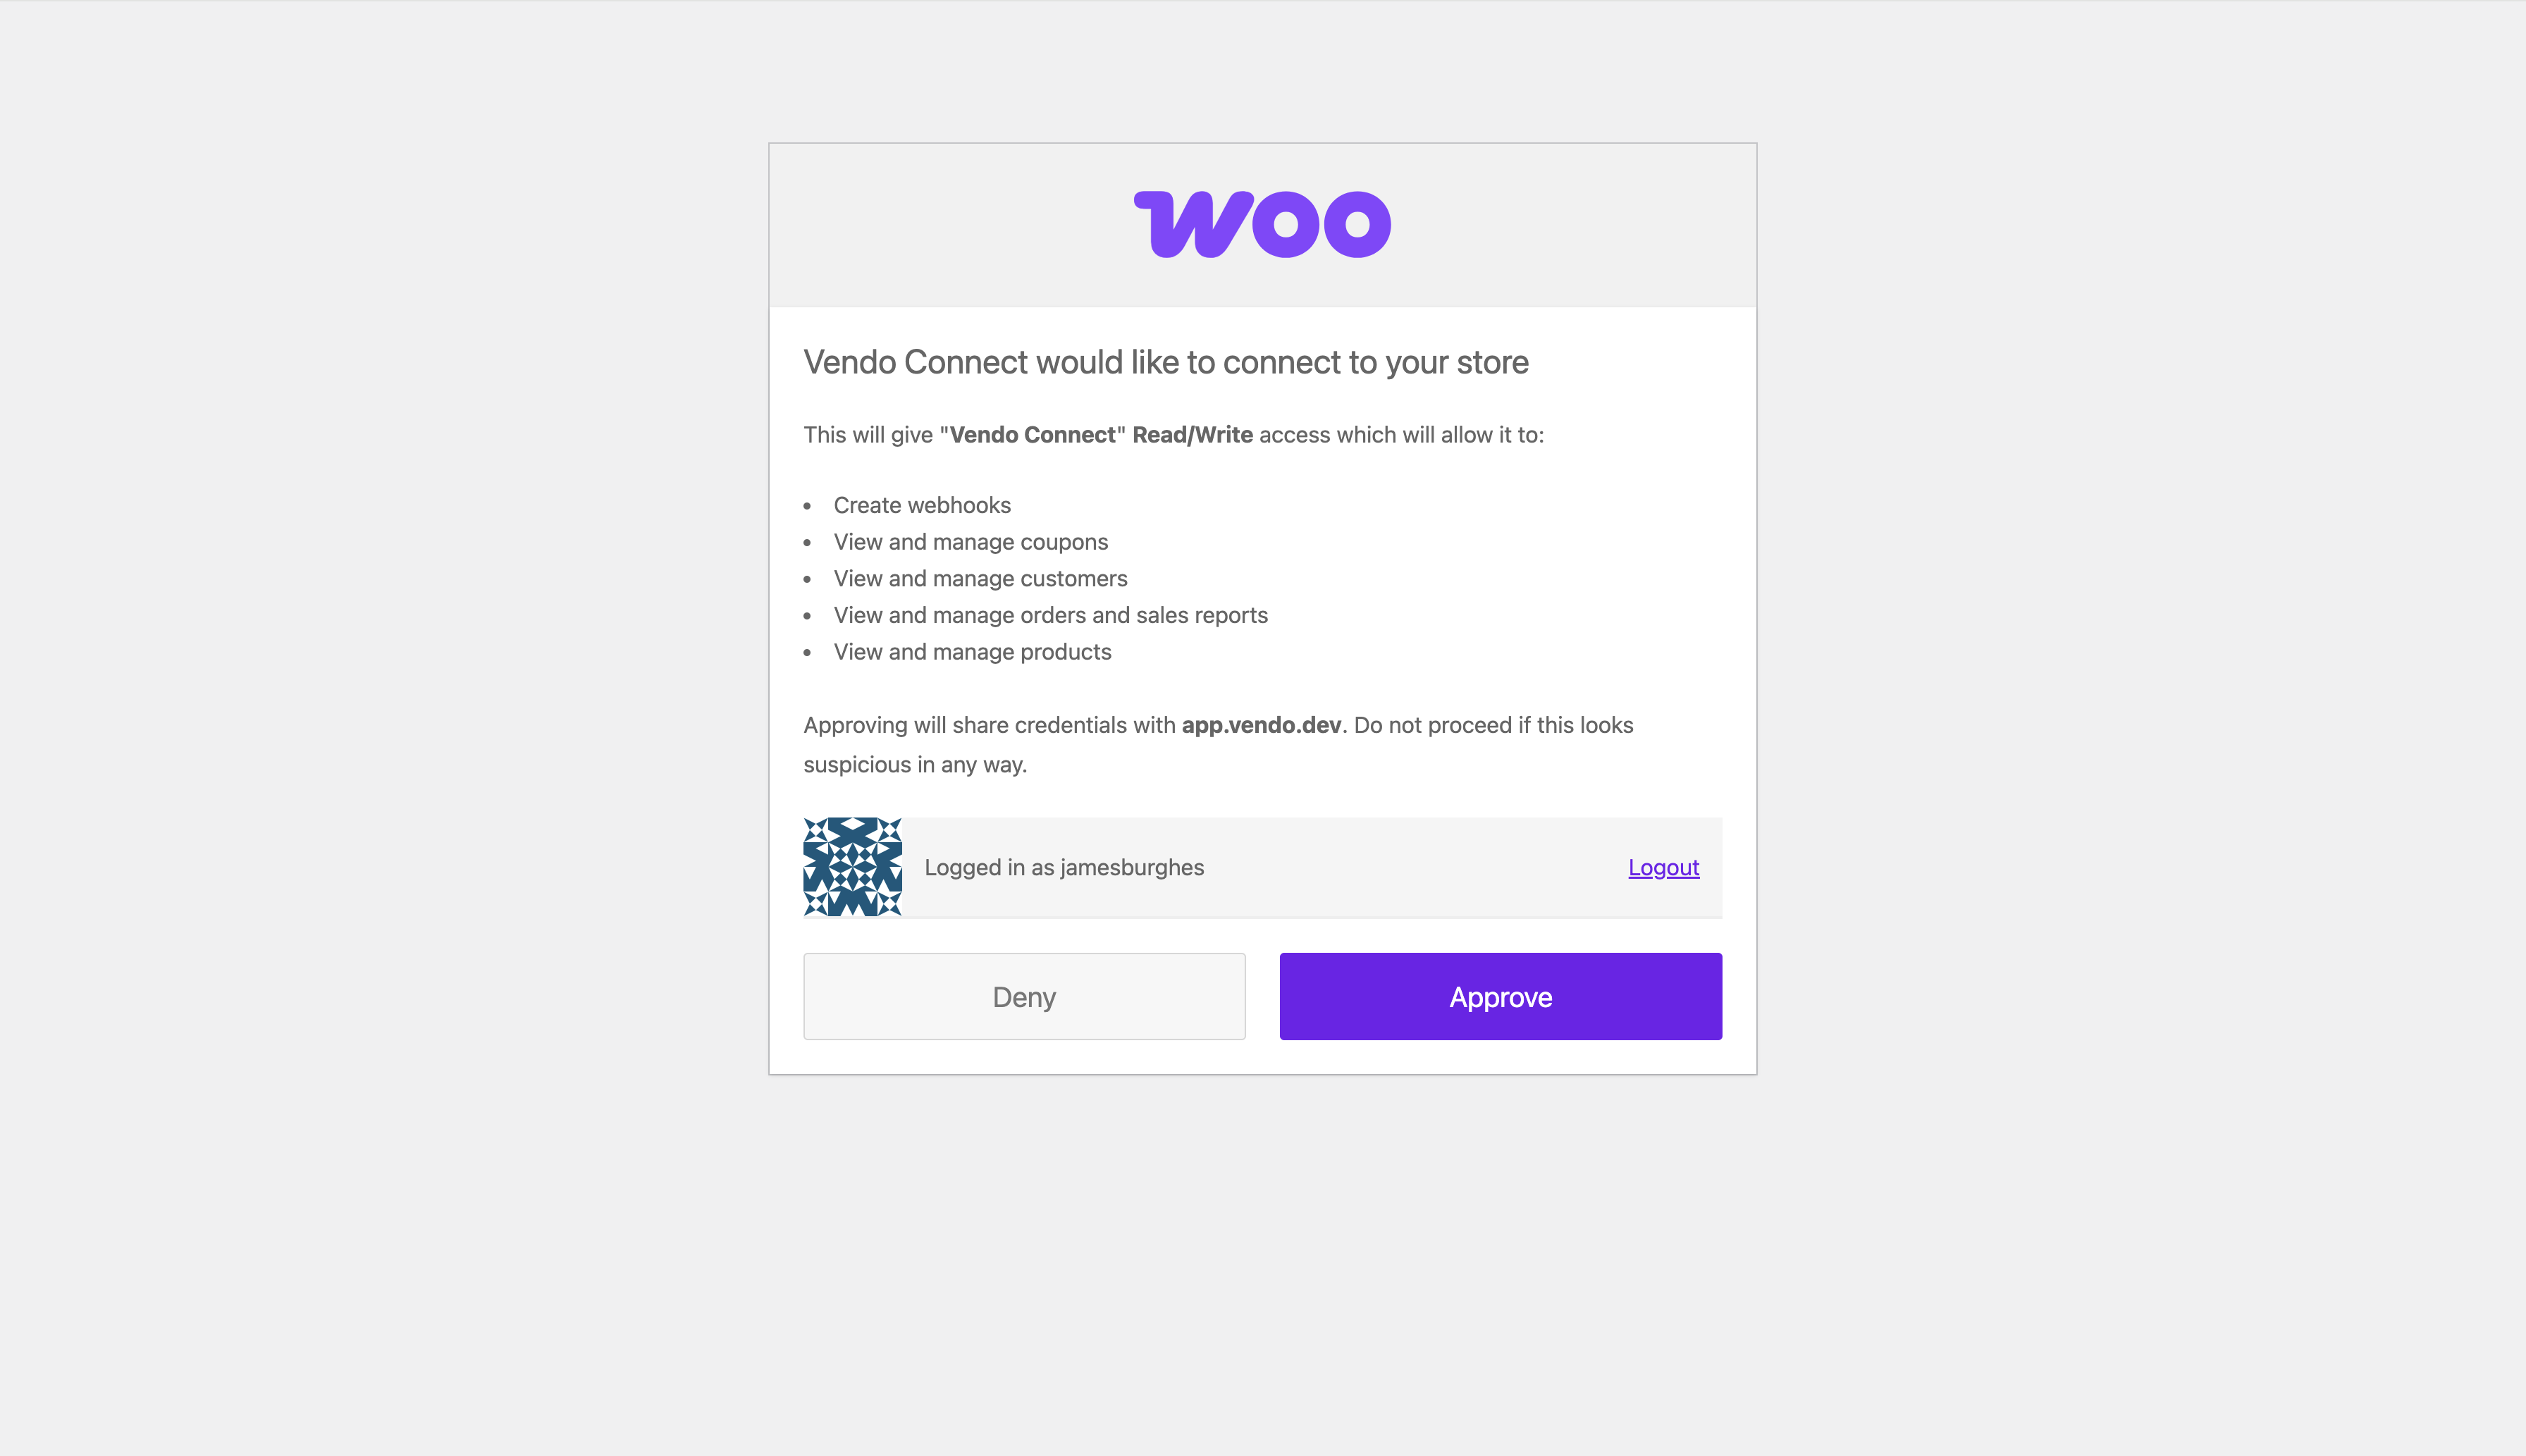 woo
Vendo Connect would like to connect to your store
This will give "Vendo Connect" Read/Write access which will allow it to:
• Create webhooks
• View and manage coupons
• View and manage customers
• View and manage orders and sales reports
• View and manage products
Approving will share credentials with app.vendo.dev. Do not proceed if this looks
suspicious in any way.
Logged in as jamesburghes
Logout
Deny
Approve